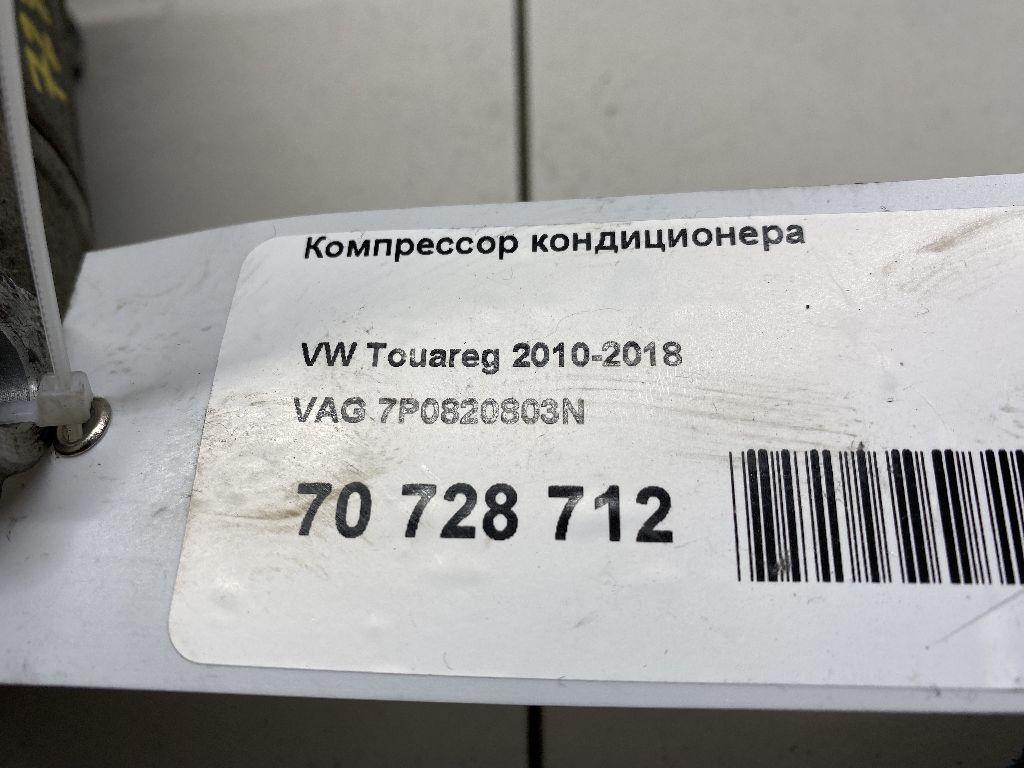 Компрессор кондиционера
VW Touareg 2010-2018
VAG 7P0820803N
70 728 712